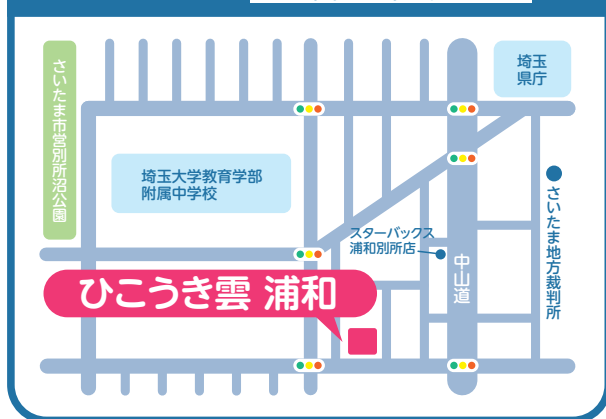 さいたま市営別所沼公園
埼玉
県庁
埼玉大学教育学部
附属中学校
さいたま地方裁判所
スターバックス
浦和別所店
中山道
ひこうき雲 浦和